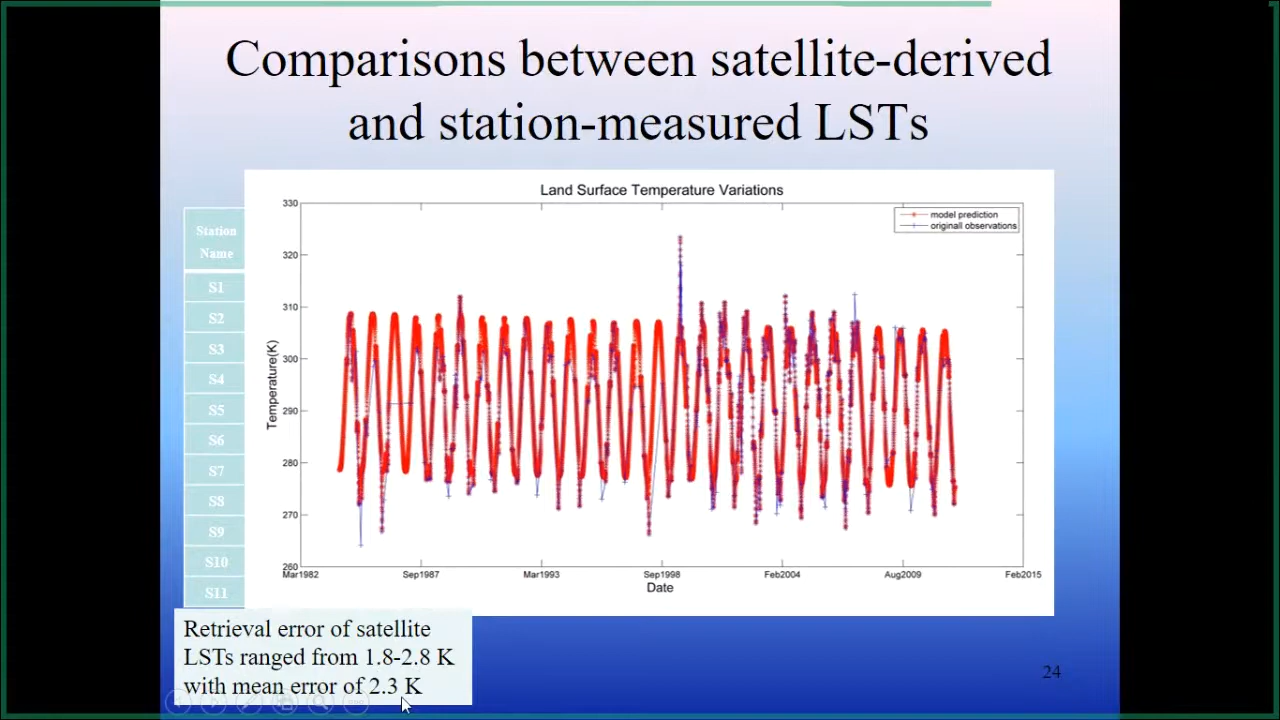 Comparisons between satellite-derived
and station-measured LSTs
Land Surface Temperature Variations
Station
Name
S1
S2
S3
S4
S5
S6
S7
S8
S9
S10
S11
Temperature(K)
330
320
310
300
290
280
270
260
model prediction
originall observations
Mar1982
Sep1987
Mar1993
Sep1998
Feb2004
Aug2009
Feb2015
Date
Retrieval error of satellite
LSTs ranged from 1.8-2.8 K
with mean error of 2.3 K
24